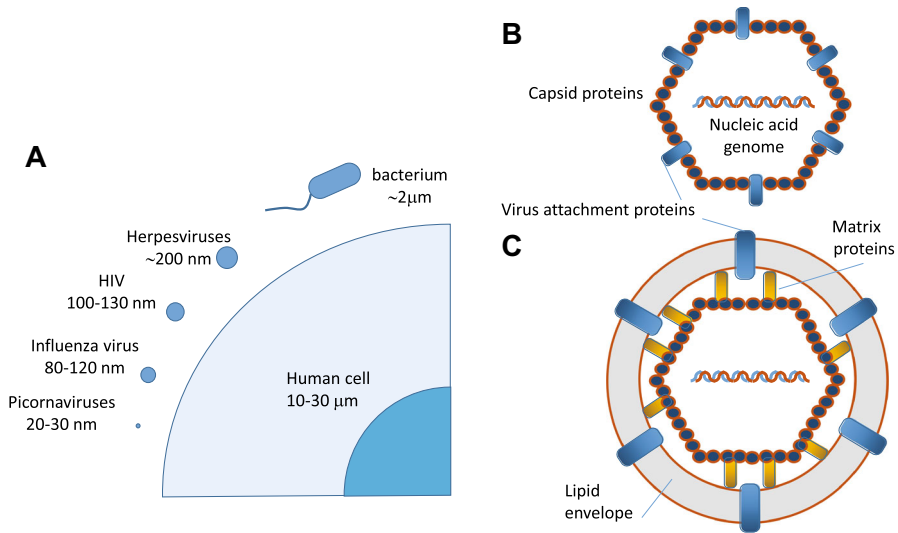 A
bacterium
~2μm
Herpesviruses
~200 nm
HIV
100-130 nm
Influenza virus
80-120 nm
Picornaviruses
20-30 nm
Human cell
10-30 μm
B
Capsid proteins
Nucleic acid
genome
Virus attachment proteins
C
Matrix
proteins
Lipid
envelope